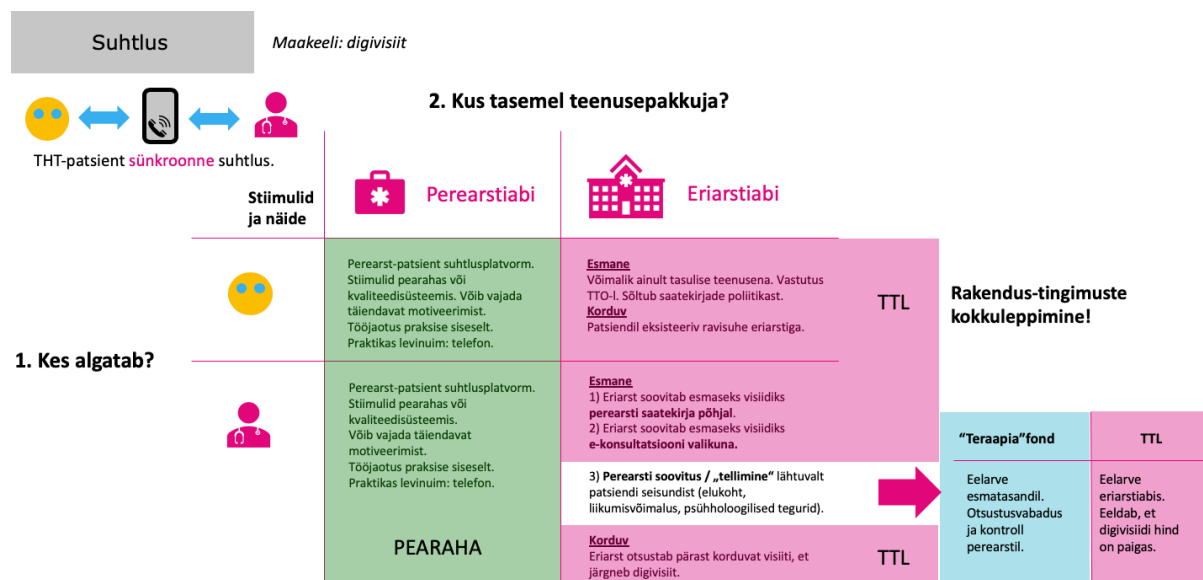 Suhtlus
Maakeeli: digivisiit
2. Kus tasemel teenusepakkuja?
THT-patsient sünkroonne suhtlus.
Stiimulid
ja näide
Perearstiabi
Eriarstiabi
1. Kes algatab?
Perearst-patsient suhtlusplatvorm.
Stiimulid pearahas või
kvaliteedisüsteemis. Võib vajada
täiendavat motiveerimist.
Tööjaotus praksise siseselt.
Praktikas levinuim: telefon.
Esmane
Võimalik ainult tasulise teenusena. Vastutus
TTO-l. Sõltub saatekirjade poliitikast.
Korduv
Patsiendil eksisteeriv ravisuhe eriarstiga.
TTL
Rakendus-tingimuste
kokkuleppimine!
Perearst-patsient suhtlusplatvorm.
Stiimulid pearahas või
kvaliteedisüsteemis.
Võib vajada täiendavat
motiveerimist.
Tööjaotus praksise siseselt.
Praktikas levinuim: telefon.
PEARAHA
Esmane
1) Eriarst soovitab esmaseks visiidiks
perearsti saatekirja põhjal.
2) Eriarst soovitab esmaseks visiidiks
e-konsultatsiooni valikuna.
3) Perearsti soovitus / „tellimine“ lähtuvalt
patsiendi seisundist (elukoht,
liikumisvõimalus, psühholoogilised tegurid).
Korduv
Eriarst otsustab pärast korduvat visiiti, et
järgneb digivisiit.
TTL
“Teraapia”fond
Eelarve
esmatasandil.
Otsustusvabadus
ja kontroll
perearstil.
TTL
Eelarve
eriarstiabis.
Eeldab, et
digivisiidi hind
on paigas.